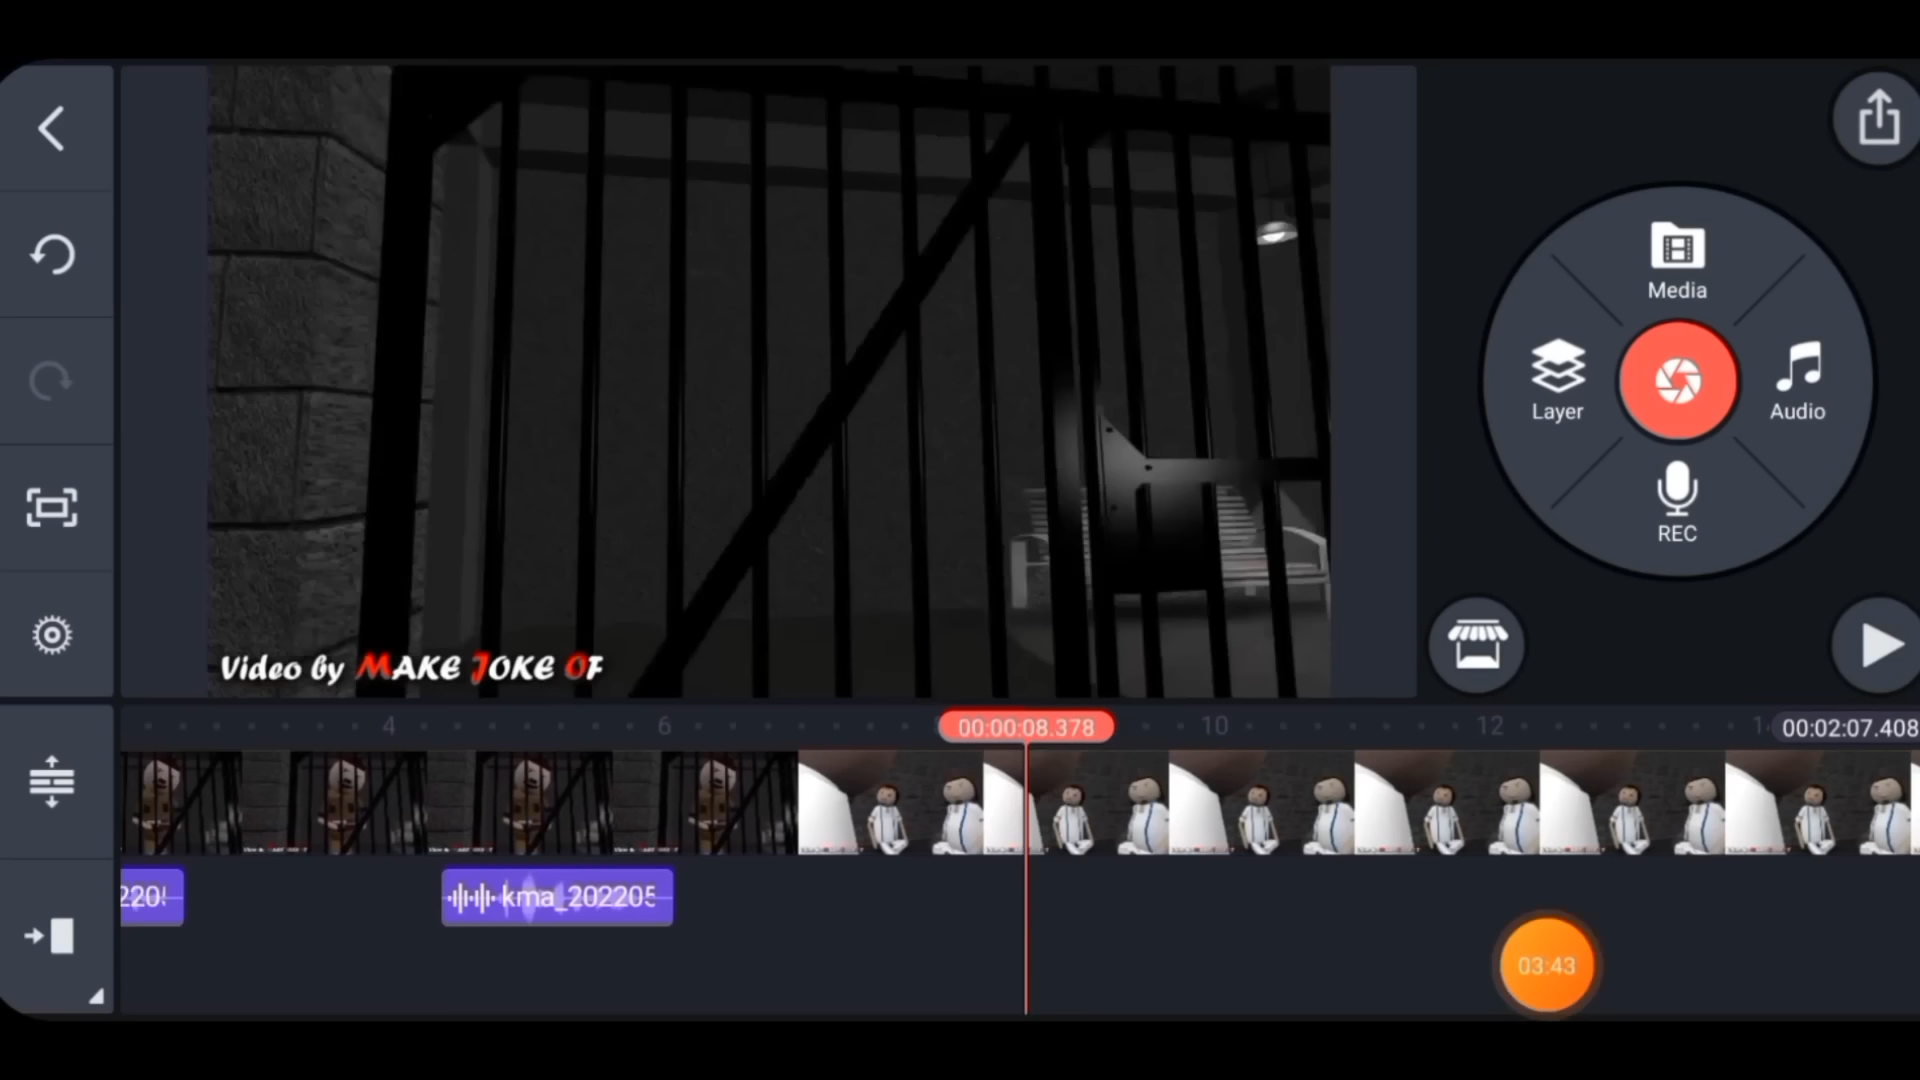 Media
Layer
Audio
REC
Video by MAKE JOKE OF
4
6
00:00:08.378
10
12
00:02:07.408
kma_202205
03:43